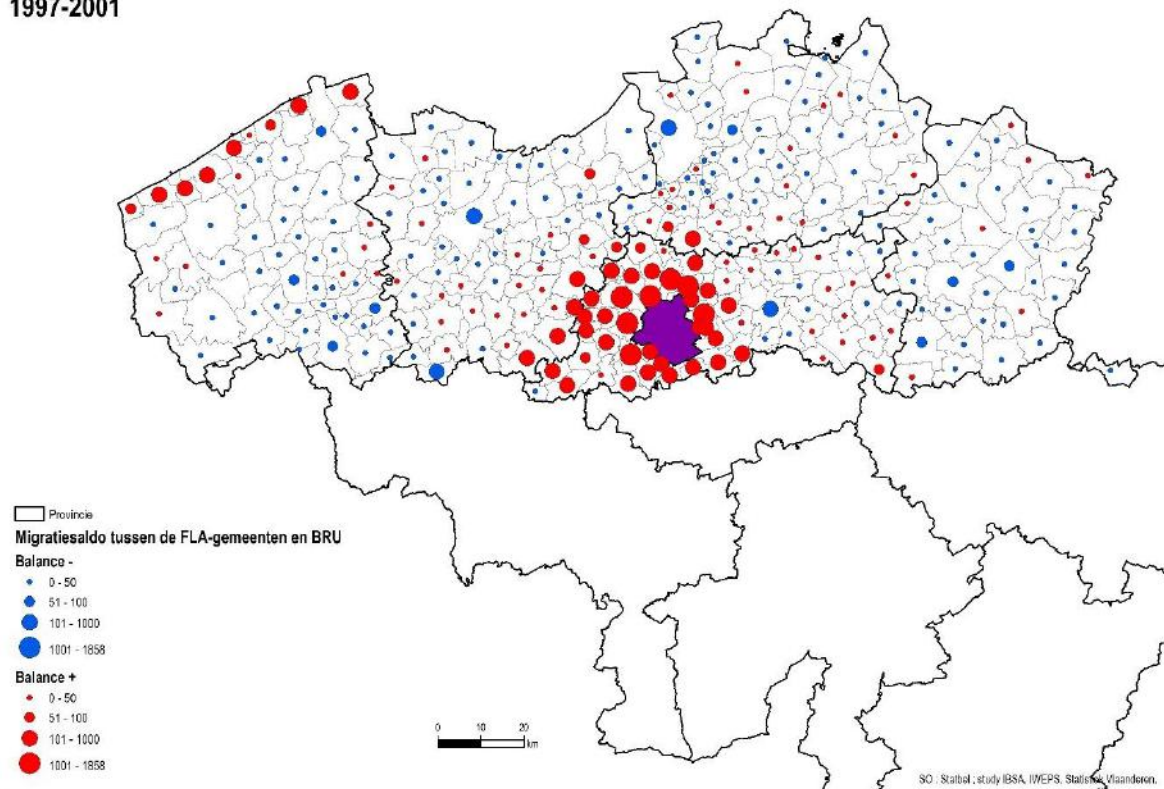 1997-2001
Provincie
Migratiesaldo tussen de FLA-gemeenten en BRU
Balance -
0 - 50
51 - 100
101 - 1000
1001 - 1858
Balance +
0 - 50
51 - 100
101 - 1000
1001 - 1858
0 10 20
km
SO : Statbel ; study IBSA, IWEPS, Statistiek Vlaanderen.